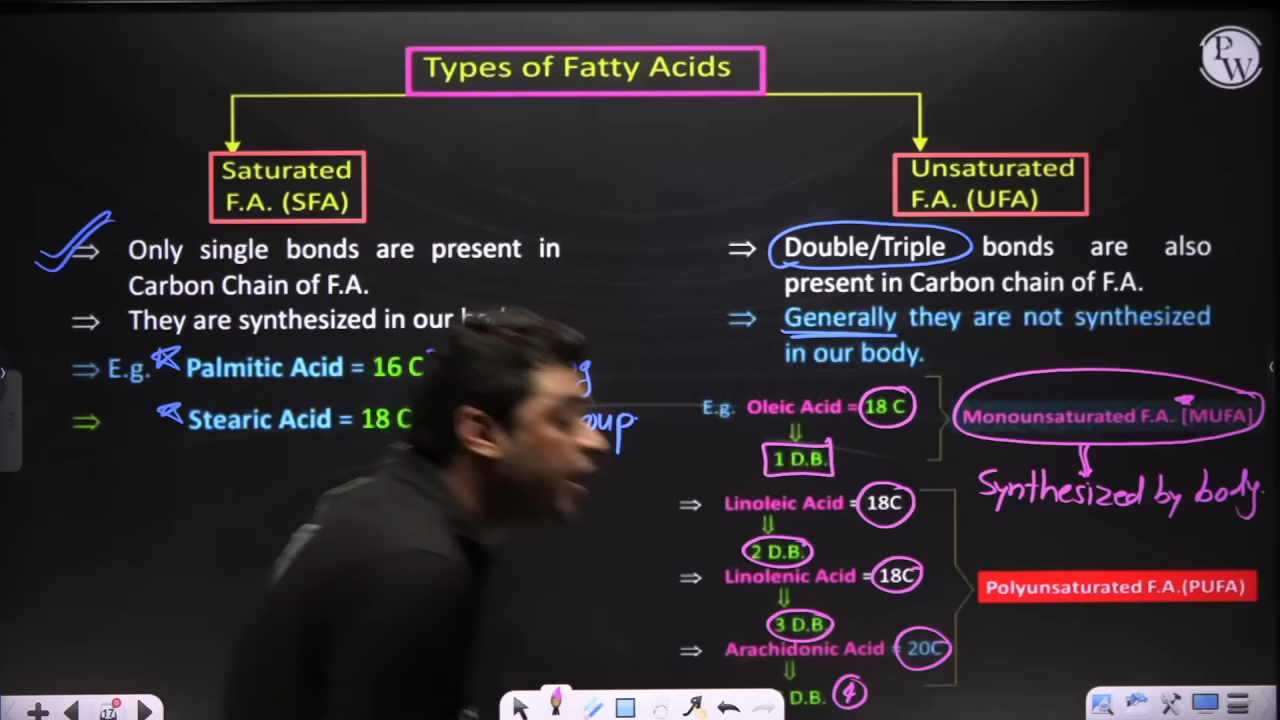 Types of Fatty Acids
PW
Saturated
F.A. (SFA)
⇒ Only single bonds are present in
Carbon Chain of F.A.
⇒ They are synthesized in our
⇒ E.g. Palmitic Acid = 16 C
⇒ Stearic Acid = 18 C
Unsaturated
F.A. (UFA)
⇒ Double/Triple bonds are also
present in Carbon chain of F.A.
⇒ Generally they are not synthesized
in our body.
E.g. Oleic Acid = 18 C
⇓
1 D.B.
Monounsaturated F.A. [MUFA]
Synthesized by body.
⇒ Linoleic Acid = 18C
⇓
2 D.B.
⇒ Linolenic Acid = 18C
⇓
3 D.B.
⇒ Arachidonic Acid = 20C
⇓
D.B. 4
Polyunsaturated F.A.(PUFA)
17